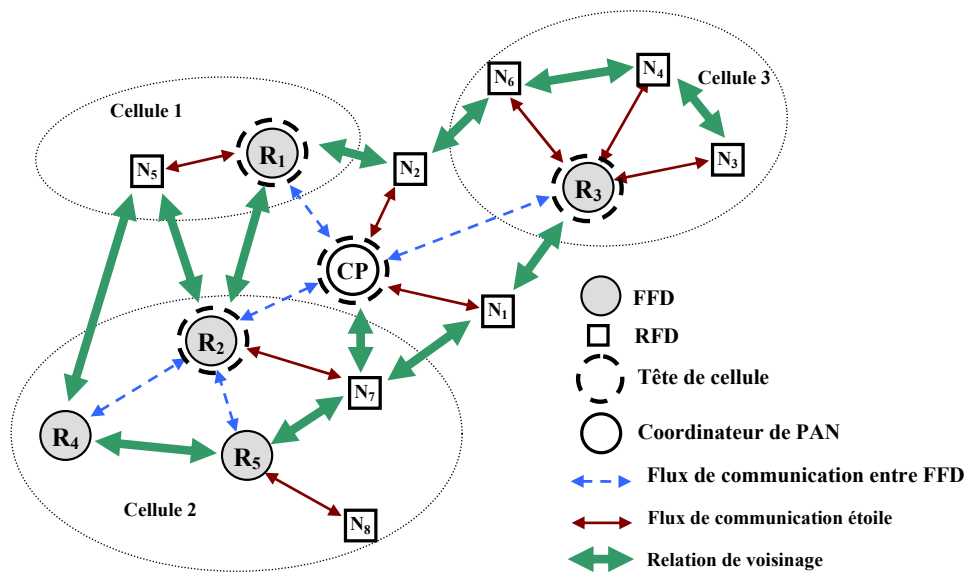 N₆
N₄
Cellule 3
Cellule 1
R₁
N₅
N₂
N₃
R₃
CP
N₁
FFD
R₂
RFD
N₇
Tête de cellule
R₄
R₅
Coordinateur de PAN
Flux de communication entre FFD
Cellule 2
N₈
Flux de communication étoile
Relation de voisinage